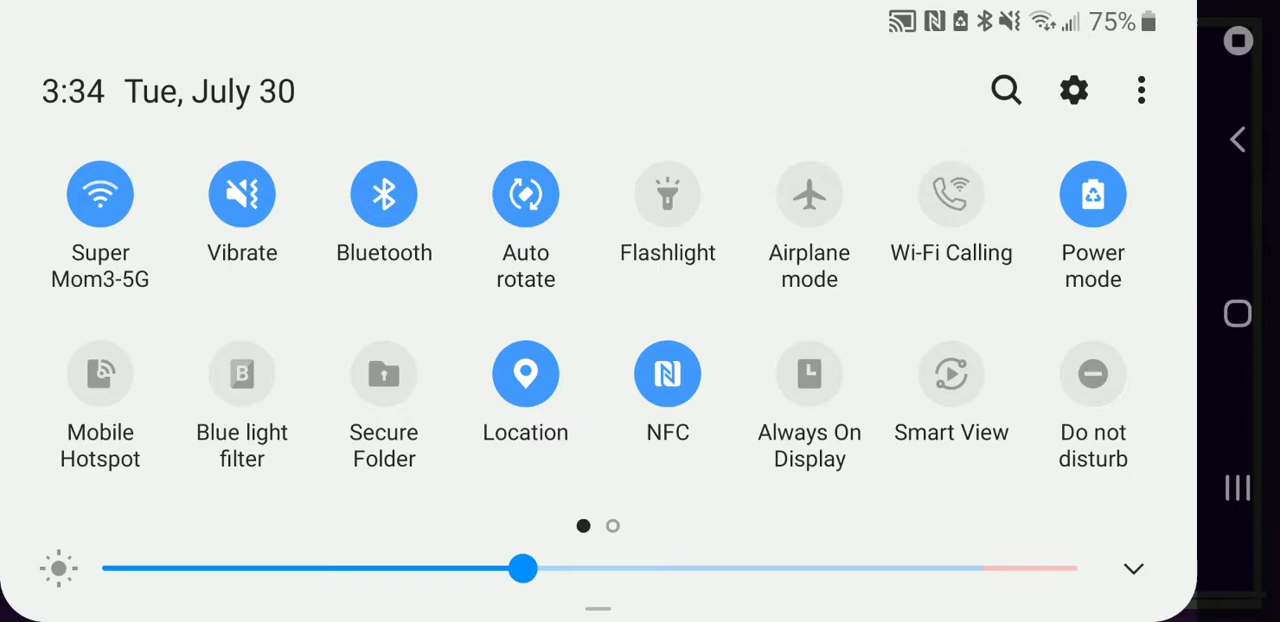 75%
3:34 Tue, July 30
Super Vibrate Bluetooth Auto Flashlight Airplane Wi-Fi Calling Power
Mom3-5G rotate mode mode
Mobile Blue light Secure Location NFC Always On Smart View Do not
Hotspot filter Folder Display disturb